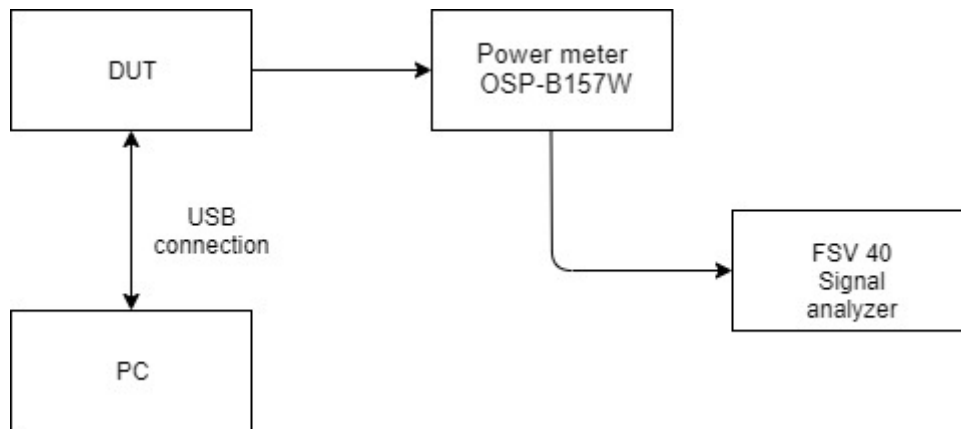 DUT
Power meter
OSP-B157W
USB
connection
FSV 40
Signal
analyzer
PC